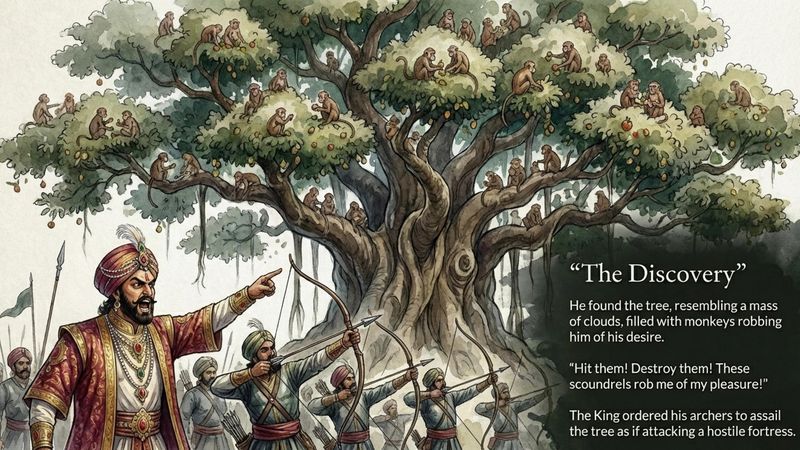 “The Discovery”
He found the tree, resembling a mass
of clouds, filled with monkeys robbing
him of his desire.
“Hit them! Destroy them! These
scoundrels rob me of my pleasure!”
The King ordered his archers to assail
the tree as if attacking a hostile fortress.